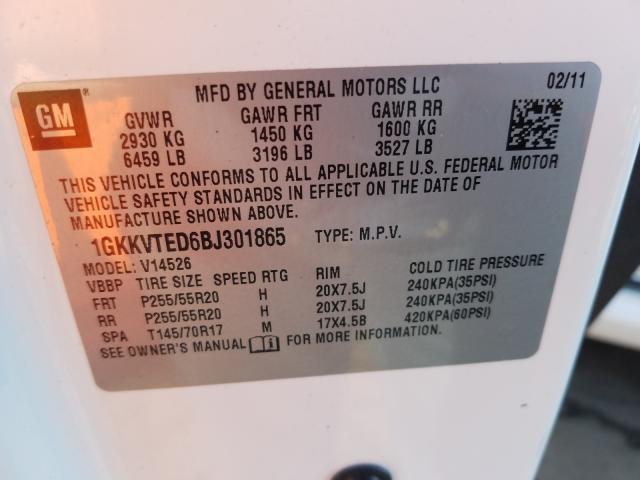 GM ®
MFD BY GENERAL MOTORS LLC 02/11
GVWR GAWR FRT GAWR RR
2930 KG 1450 KG 1600 KG
6459 LB 3196 LB 3527 LB
THIS VEHICLE CONFORMS TO ALL APPLICABLE U.S. FEDERAL MOTOR
VEHICLE SAFETY STANDARDS IN EFFECT ON THE DATE OF
MANUFACTURE SHOWN ABOVE.
1GKKVTED6BJ301865 TYPE: M.P.V.
MODEL: V14526
VBBP TIRE SIZE SPEED RTG RIM COLD TIRE PRESSURE
FRT P255/55R20 H 20X7.5J 240KPA(35PSI)
RR P255/55R20 H 20X7.5J 240KPA(35PSI)
SPA T145/70R17 M 17X4.5B 420KPA(60PSI)
SEE OWNER'S MANUAL FOR MORE INFORMATION.